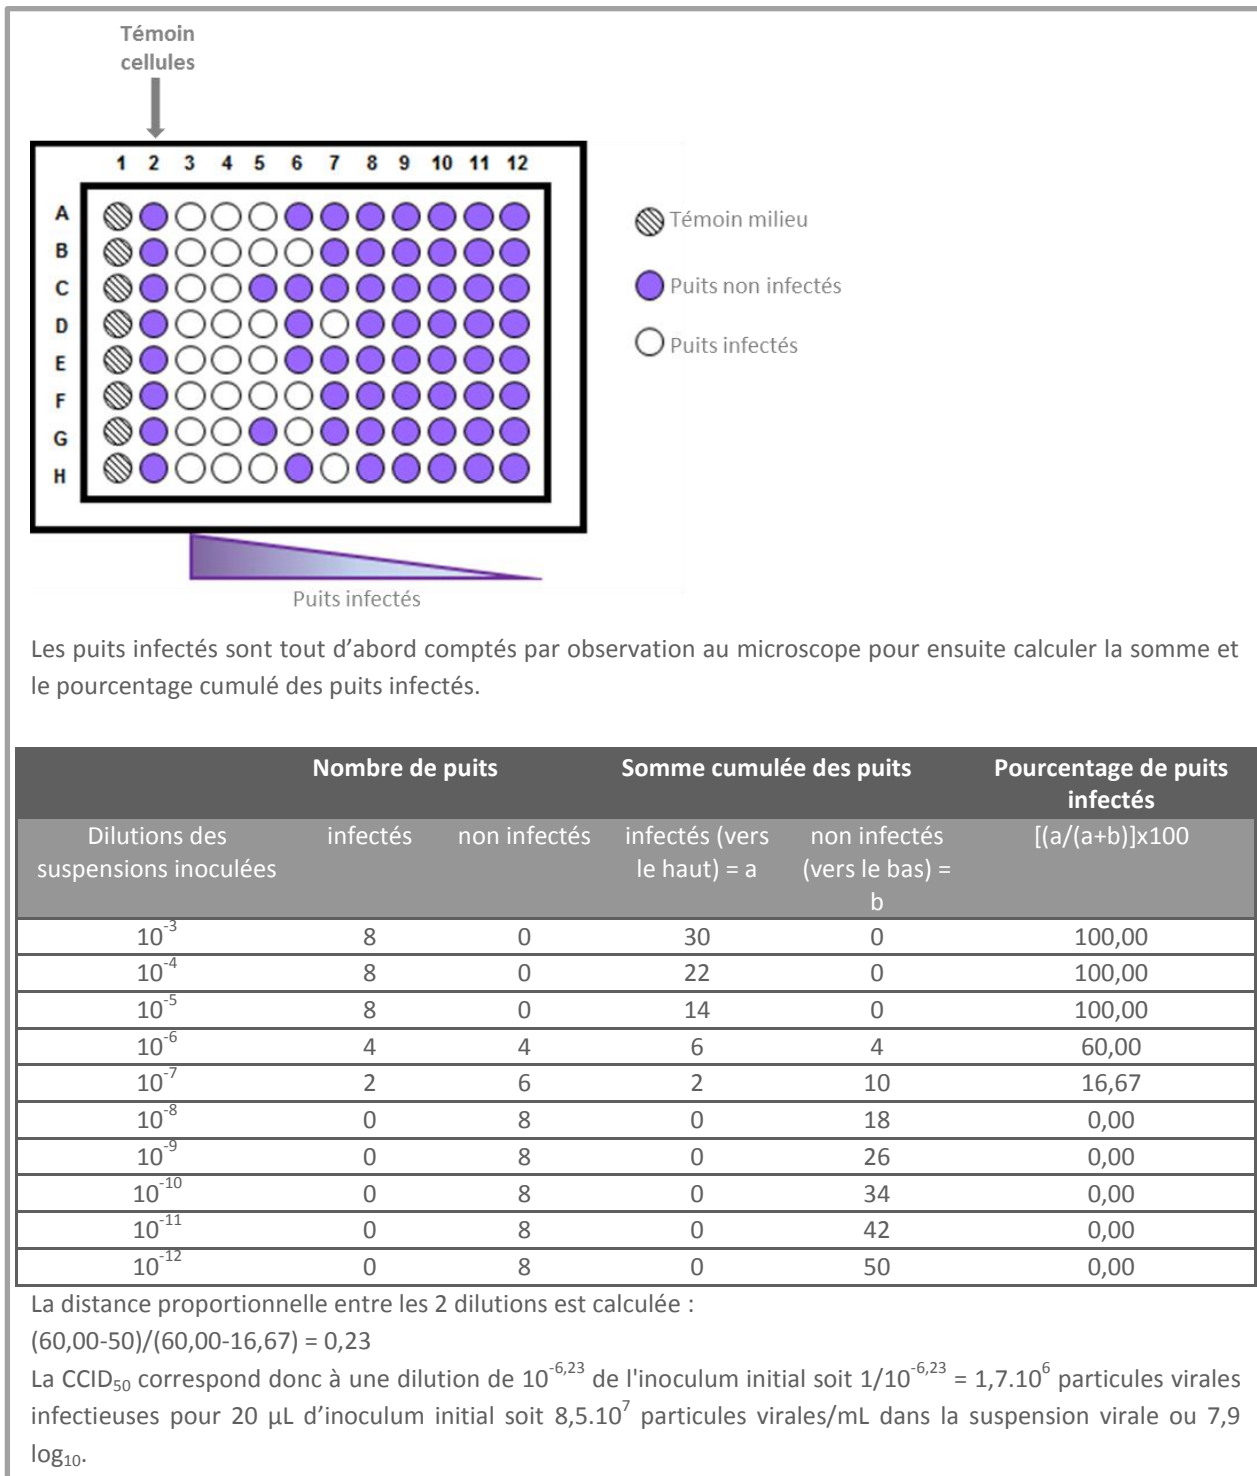 Témoin
cellules
1 2 3 4 5 6 7 8 9 10 11 12
A
B
C
D
E
F
G
H
Témoin milieu
Puits non infectés
Puits infectés
Puits infectés
Les puits infectés sont tout d'abord comptés par observation au microscope pour ensuite calculer la somme et
le pourcentage cumulé des puits infectés.
Nombre de puits Somme cumulée des puits Pourcentage de puits
infectés
Dilutions des infectés non infectés infectés (vers non infectés [(a/(a+b)]x100
suspensions inoculées le haut) = a (vers le bas) =
b
10⁻³ 8 0 30 0 100,00
10⁻⁴ 8 0 22 0 100,00
10⁻⁵ 8 0 14 0 100,00
10⁻⁶ 4 4 6 4 60,00
10⁻⁷ 2 6 2 10 16,67
10⁻⁸ 0 8 0 18 0,00
10⁻⁹ 0 8 0 26 0,00
10⁻¹⁰ 0 8 0 34 0,00
10⁻¹¹ 0 8 0 42 0,00
10⁻¹² 0 8 0 50 0,00
La distance proportionnelle entre les 2 dilutions est calculée :
(60,00-50)/(60,00-16,67) = 0,23
La CCID₅₀ correspond donc à une dilution de 10⁻⁶,²³ de l'inoculum initial soit 1/10⁻⁶,²³ = 1,7.10⁶ particules virales
infectieuses pour 20 µL d'inoculum initial soit 8,5.10⁷ particules virales/mL dans la suspension virale ou 7,9
log₁₀.